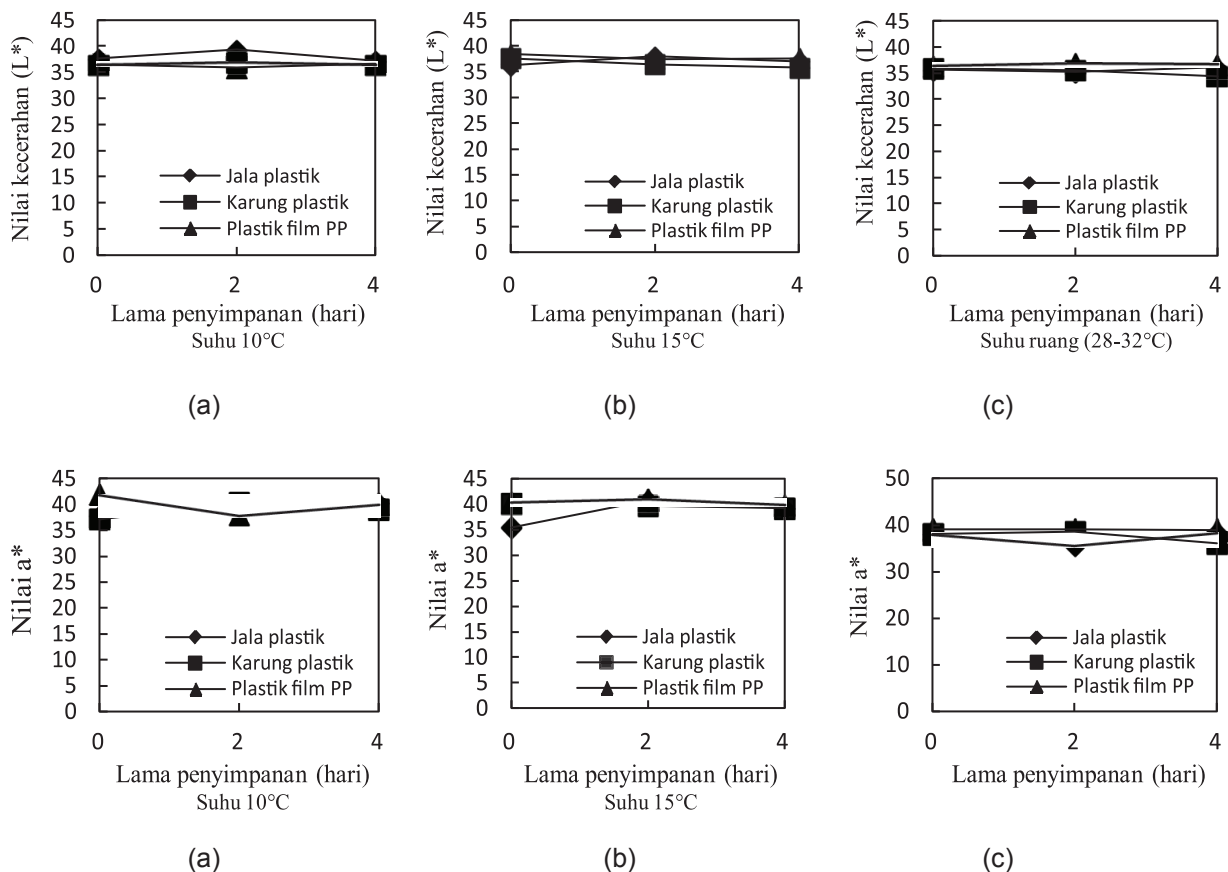 Nilai kecerahan (L*)
45
40
35
30
25
20
15
10
5
0
Jala plastik
Karung plastik
Plastik film PP
0 2 4
Lama penyimpanan (hari)
Suhu 10°C
(a)
Nilai kecerahan (L*)
45
40
35
30
25
20
15
10
5
0
Jala plastik
Karung plastik
Plastik film PP
0 2 4
Lama penyimpanan (hari)
Suhu 15°C
(b)
Nilai kecerahan (L*)
45
40
35
30
25
20
15
10
5
0
Jala plastik
Karung plastik
Plastik film PP
0 2 4
Lama penyimpanan (hari)
Suhu ruang (28-32°C)
(c)
Nilai a*
45
40
35
30
25
20
15
10
5
0
Jala plastik
Karung plastik
Plastik film PP
0 2 4
Lama penyimpanan (hari)
Suhu 10°C
(a)
Nilai a*
45
40
35
30
25
20
15
10
5
0
Jala plastik
Karung plastik
Plastik film PP
0 2 4
Lama penyimpanan (hari)
Suhu 15°C
(b)
Nilai a*
50
40
30
20
10
0
Jala plastik
Karung plastik
Plastik film PP
0 2 4
Lama penyimpanan (hari)
(c)